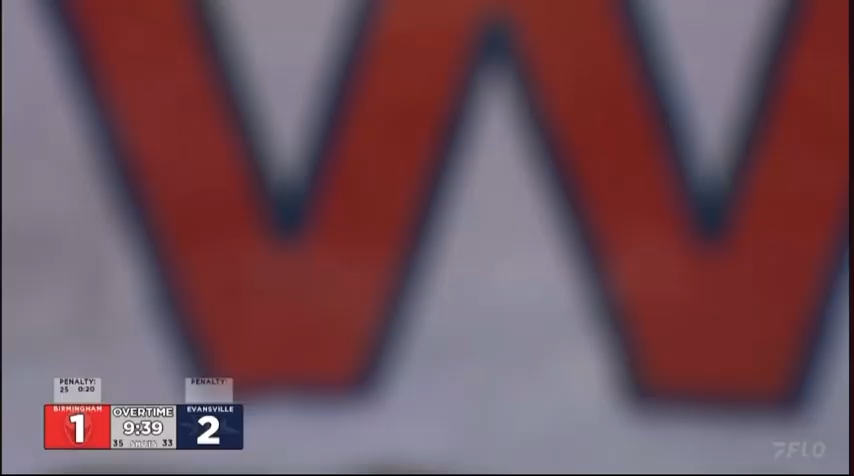 W
PENALTY:
25 0:20
PENALTY
BIRMINGHAM
1
OVERTIME
9:39
35 SHOTS 33
EVANSVILLE
2
FLO